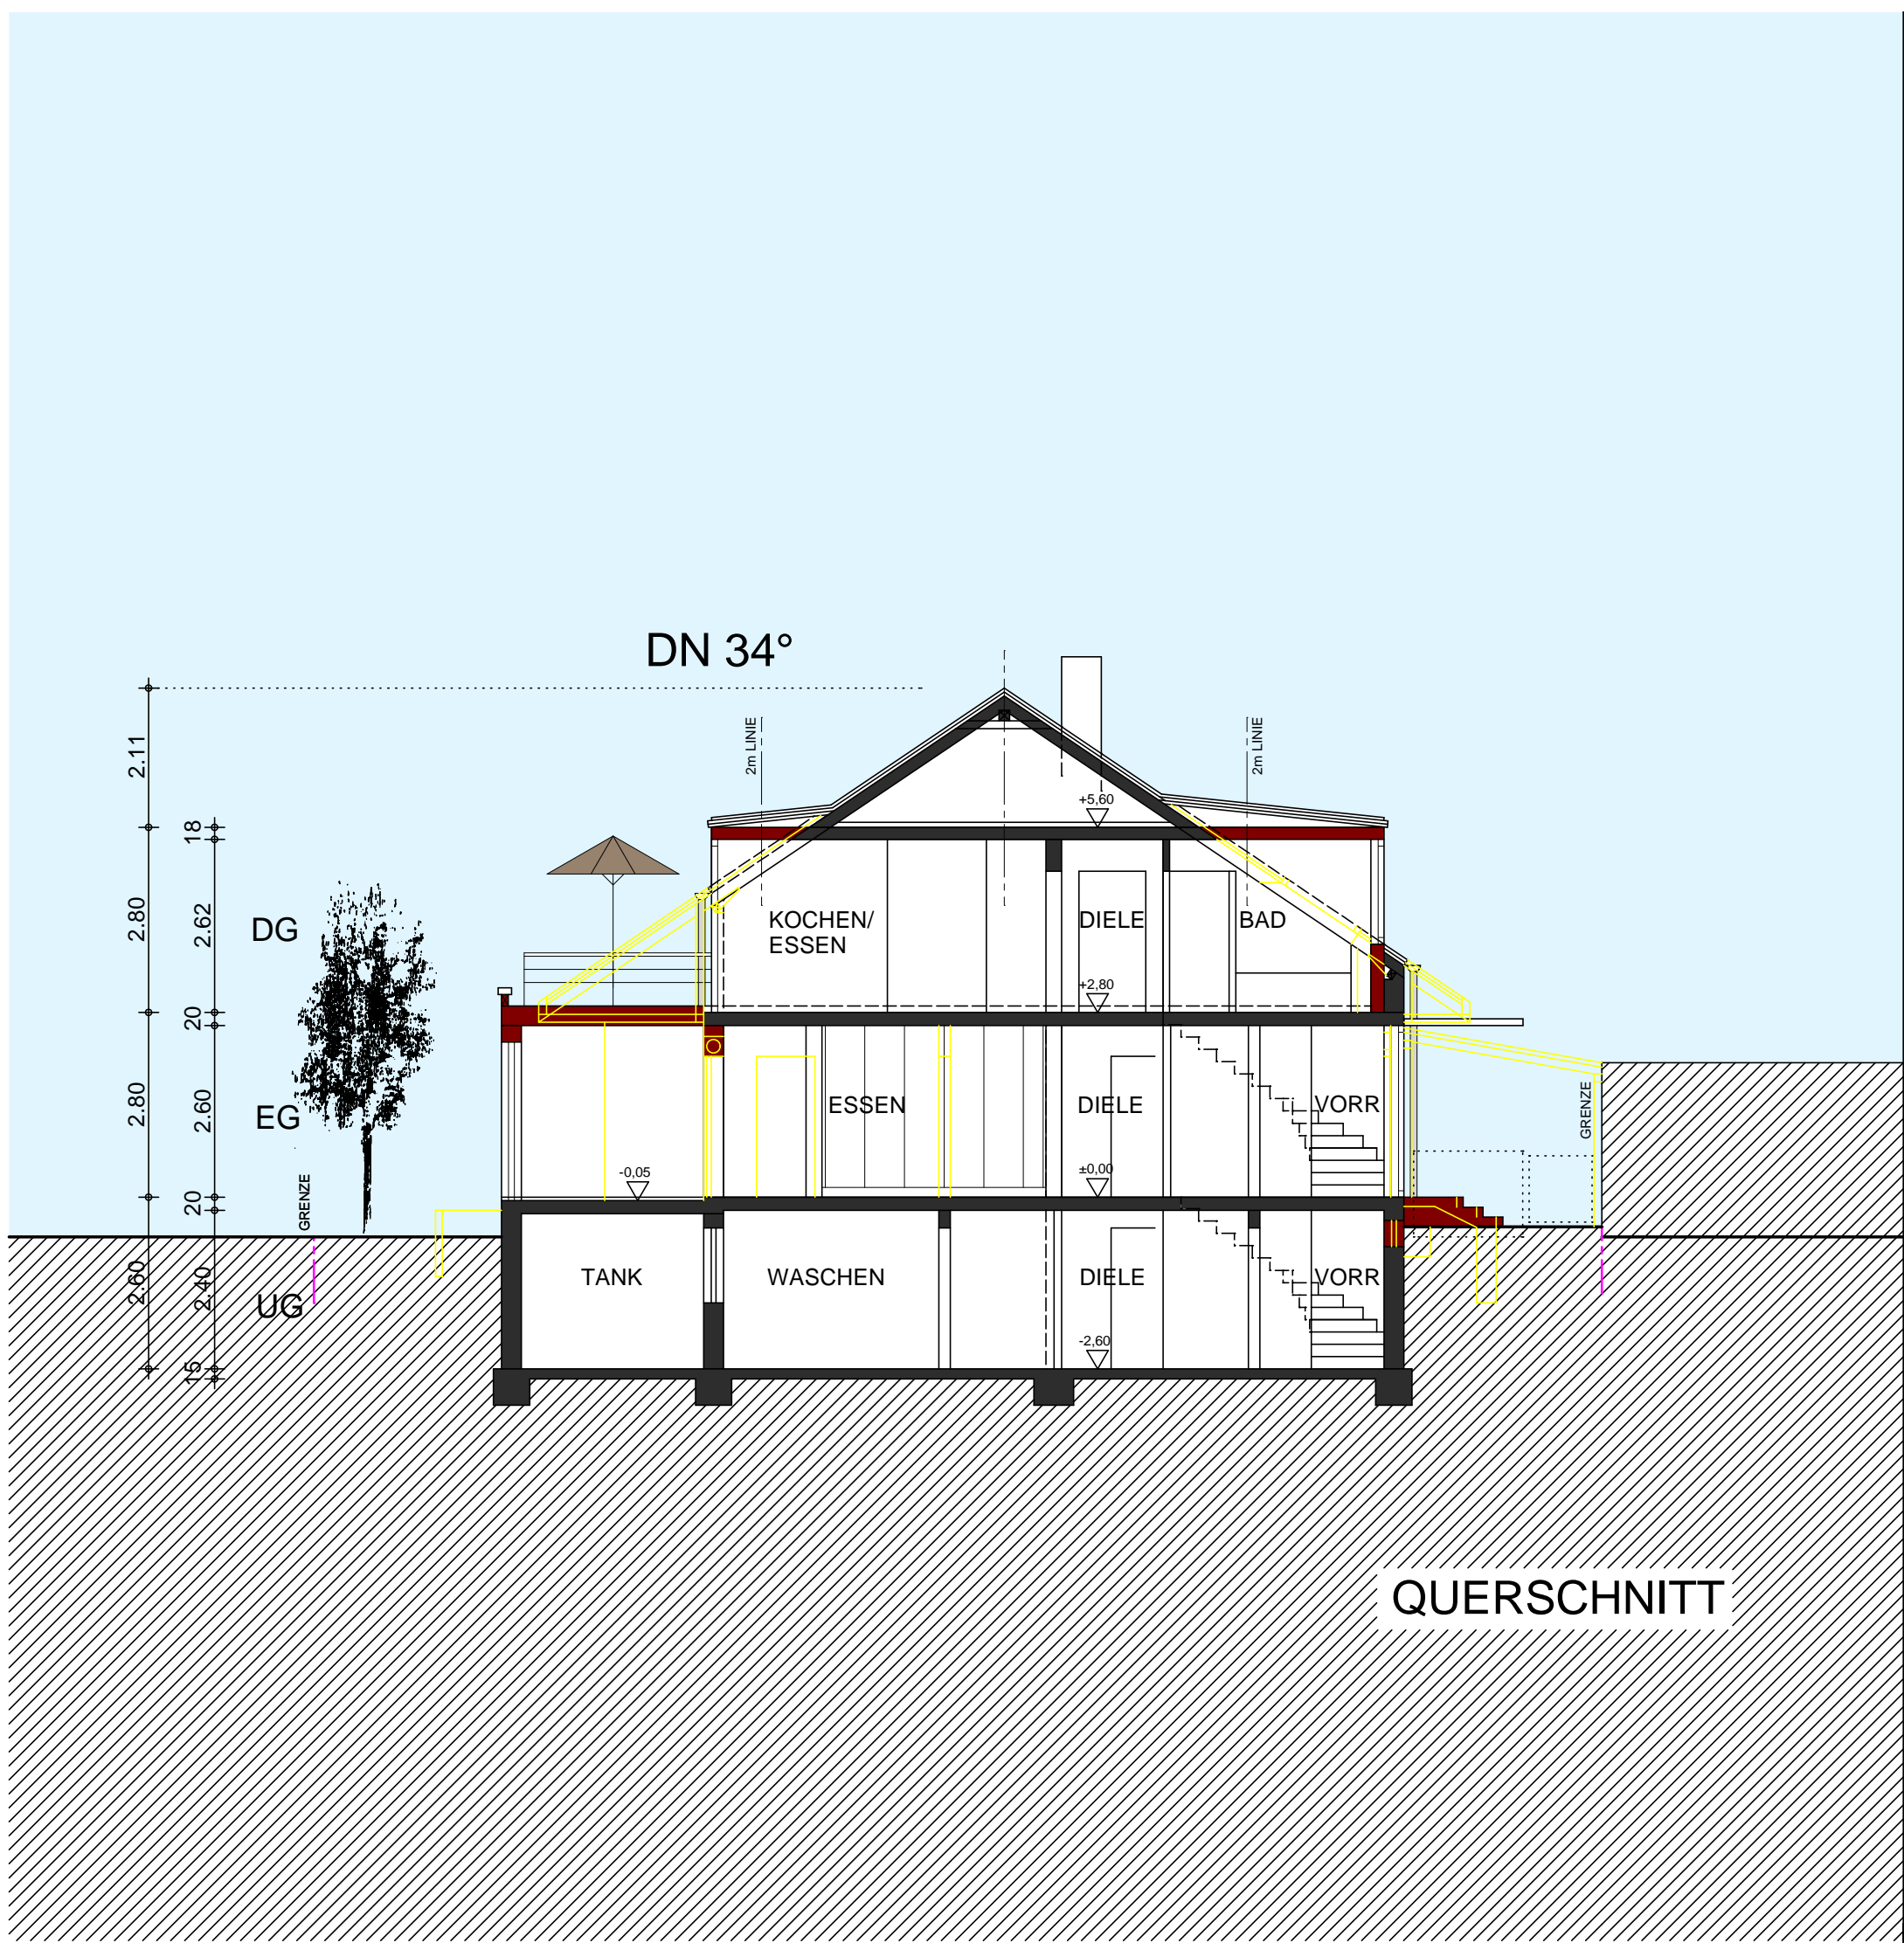 DN 34°
2m LINIE
2m LINIE
2.11
+5,60
18
2.80
2.62
DG
KOCHEN/
ESSEN
DIELE
BAD
+2,80
20
2.80
2.60
EG
ESSEN
DIELE
VORR
GRENZE
GRENZE
-0,05
±0,00
20
2.60
2.40
UG
TANK
WASCHEN
DIELE
VORR
-2,60
15
QUERSCHNITT